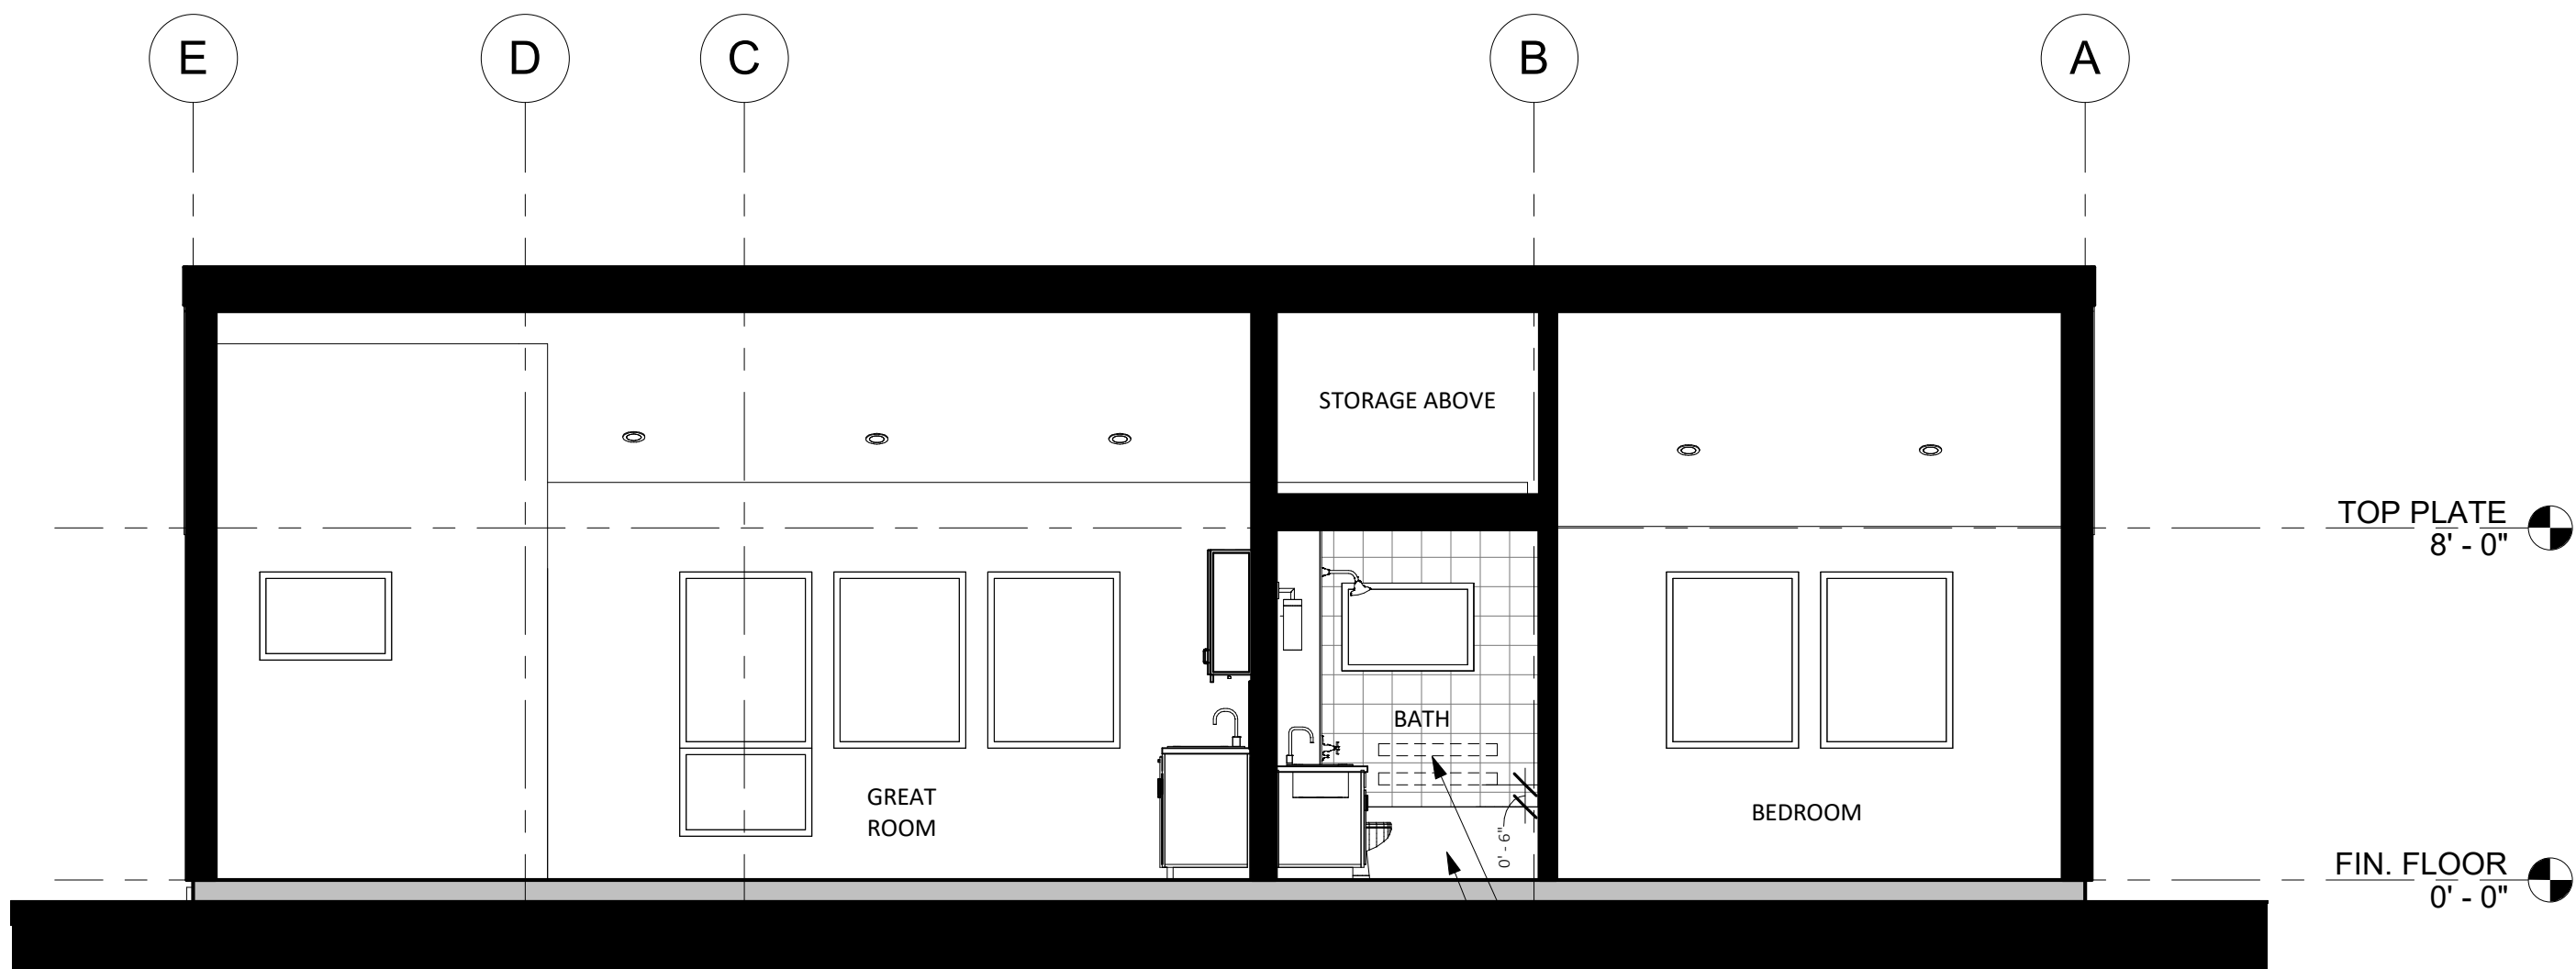 E
D
C
B
A
STORAGE ABOVE
TOP PLATE
8' - 0"
BATH
GREAT
ROOM
BEDROOM
0' - 6"
FIN. FLOOR
0' - 0"